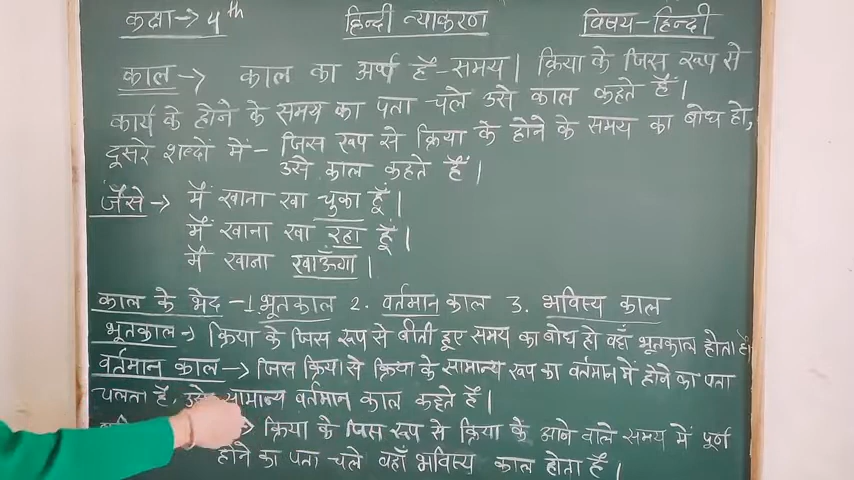 कक्षा→ 4th हिन्दी व्याकरण विषय-हिन्दी
काल→ काल का अर्थ है-समय। क्रिया के जिस रूप से
कार्य के होने के समय का पता चले उसे काल कहते हैं।
दूसरे शब्दों में- जिस रूप से क्रिया के होने के समय का बोध हो,
उसे काल कहते हैं।
जैसे→ मैं खाना खा चुका हूँ।
मैं खाना खा रहा हूँ।
मैं खाना खाऊँगा।
काल के भेद -1.भूतकाल 2. वर्तमान काल 3. भविस्य काल
भूतकाल→ क्रिया के जिस रूप से बीती हुए समय का बोध हो वहाँ भूतकाल होता है।
वर्तमान काल→ जिस क्रिया से क्रिया के सामान्य रूप का वर्तमान में होने का पता
चलता है, उसे सामान्य वर्तमान काल कहते हैं।
→ क्रिया के जिस रूप से क्रिया के आने वाले समय में पूर्ण
होने का पता चले वहाँ भविस्य काल होता है।